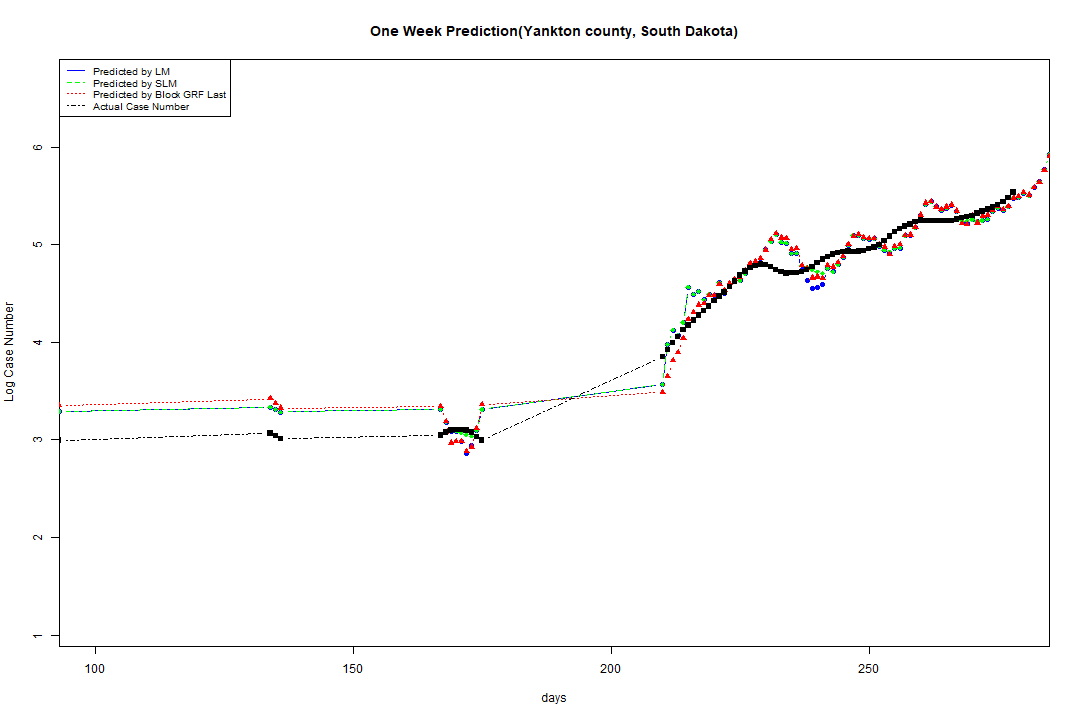 One Week Prediction(Yankton county, South Dakota)
Predicted by LM
Predicted by SLM
Predicted by Block GRF Last
Actual Case Number
Log Case Number
6
5
4
3
2
1
100 150 200 250
days